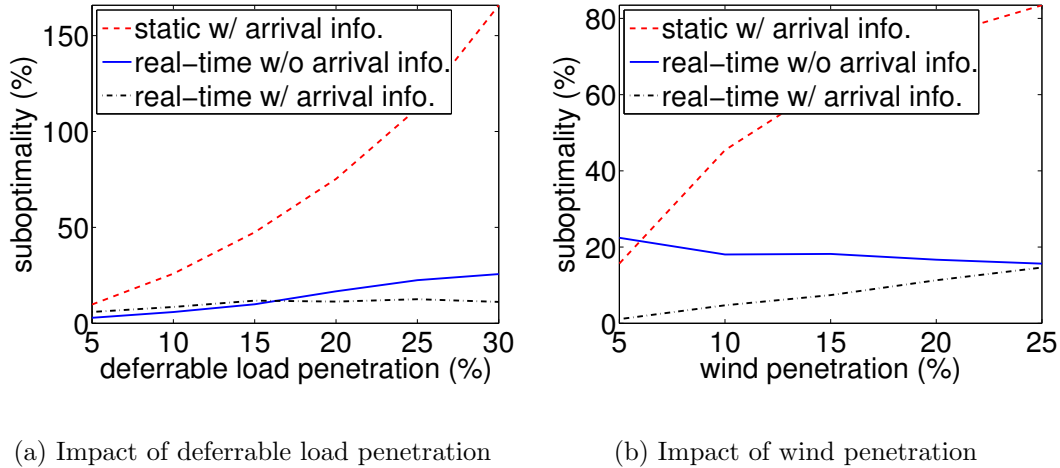 static w/ arrival info.
real-time w/o arrival info.
real-time w/ arrival info.
suboptimality (%)
150
100
50
0
5 10 15 20 25 30
deferrable load penetration (%)
(a) Impact of deferrable load penetration
static w/ arrival info.
real-time w/o arrival info.
real-time w/ arrival info.
suboptimality (%)
80
60
40
20
0
5 10 15 20 25
wind penetration (%)
(b) Impact of wind penetration